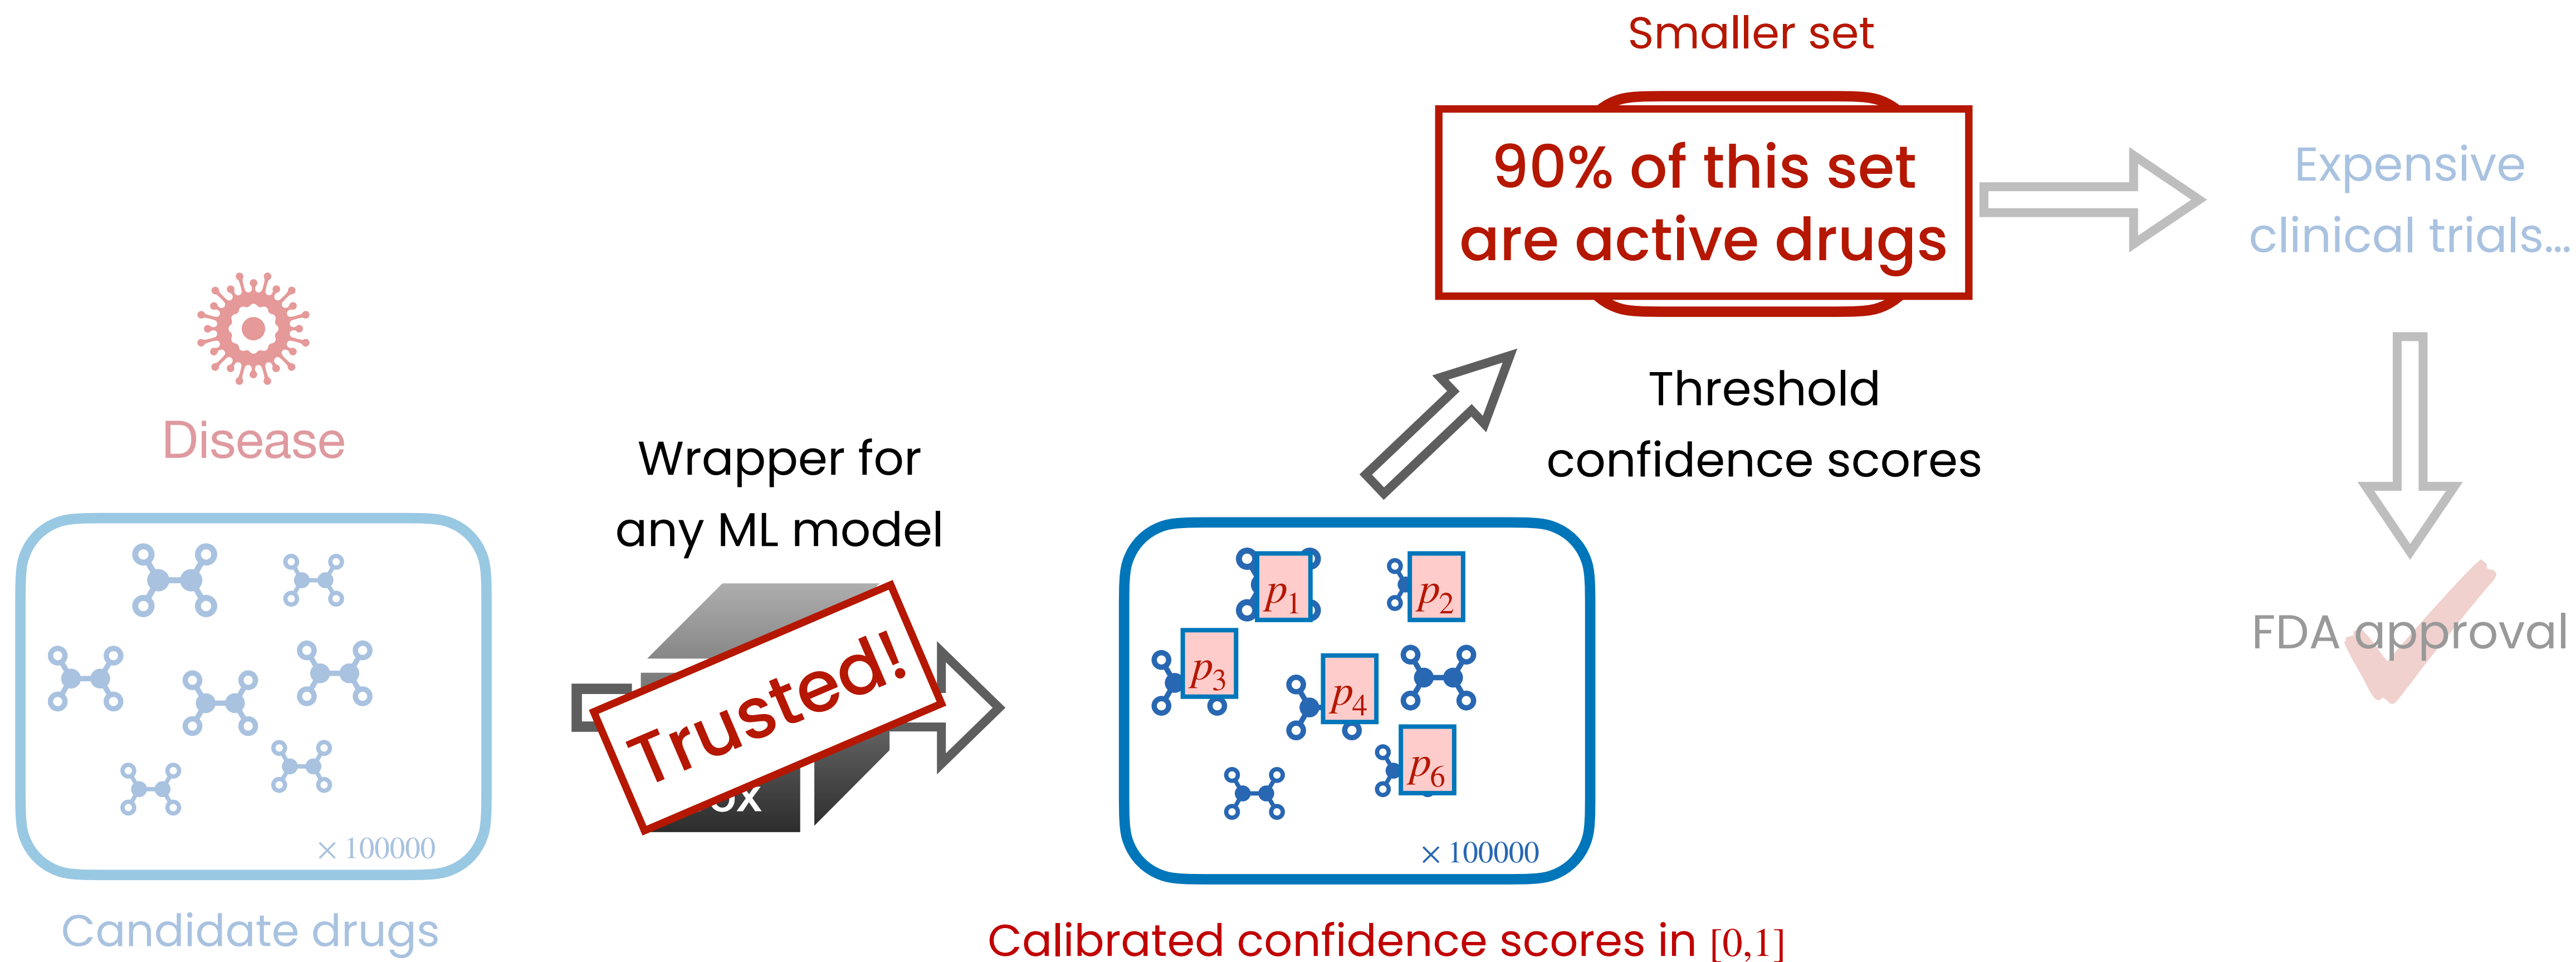 Smaller set
90% of this set
are active drugs
Expensive
clinical trials...
Disease
Threshold
confidence scores
Wrapper for
any ML model
Trusted!
p1
p2
p3
p4
p6
FDA approval
× 100000
× 100000
Candidate drugs
Calibrated confidence scores in [0,1]